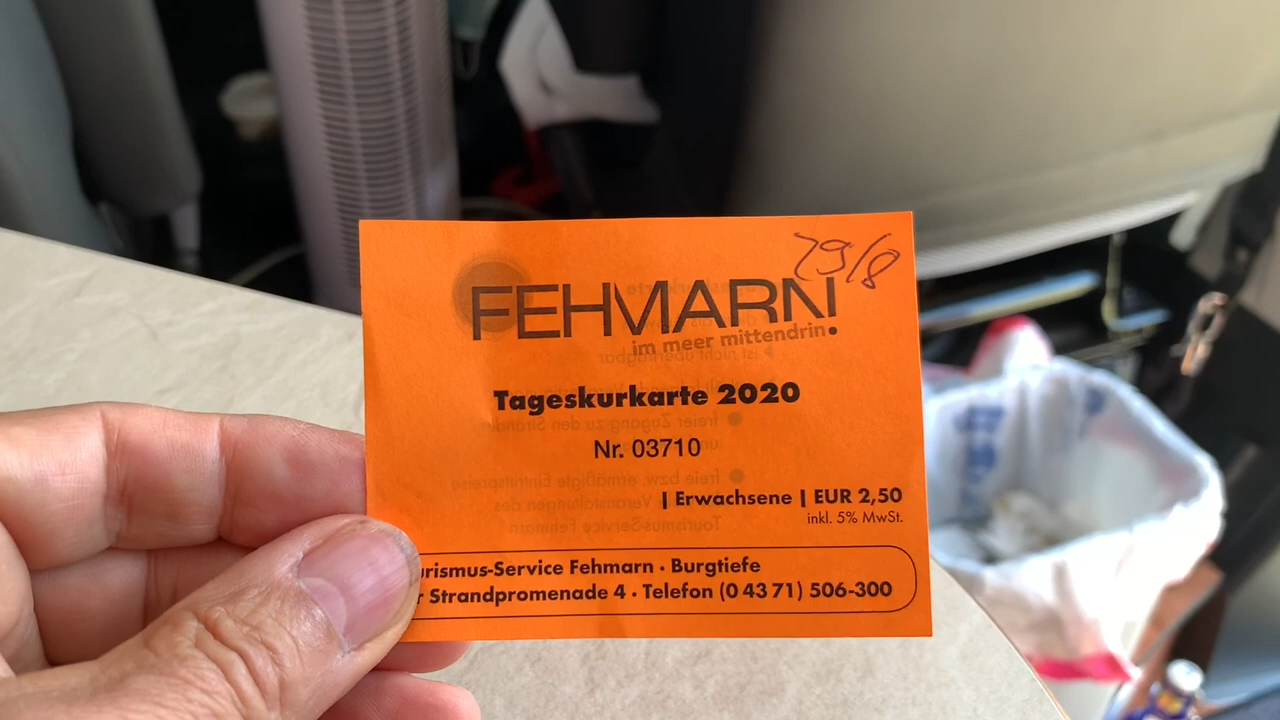 29/8
FEHMARN!
im meer mittendrin
Tageskurkarte 2020
Nr. 03710
| Erwachsene | EUR 2,50
inkl. 5% MwSt.
urismus-Service Fehmarn · Burgtiefe
r Strandpromenade 4 · Telefon (0 43 71) 506-300